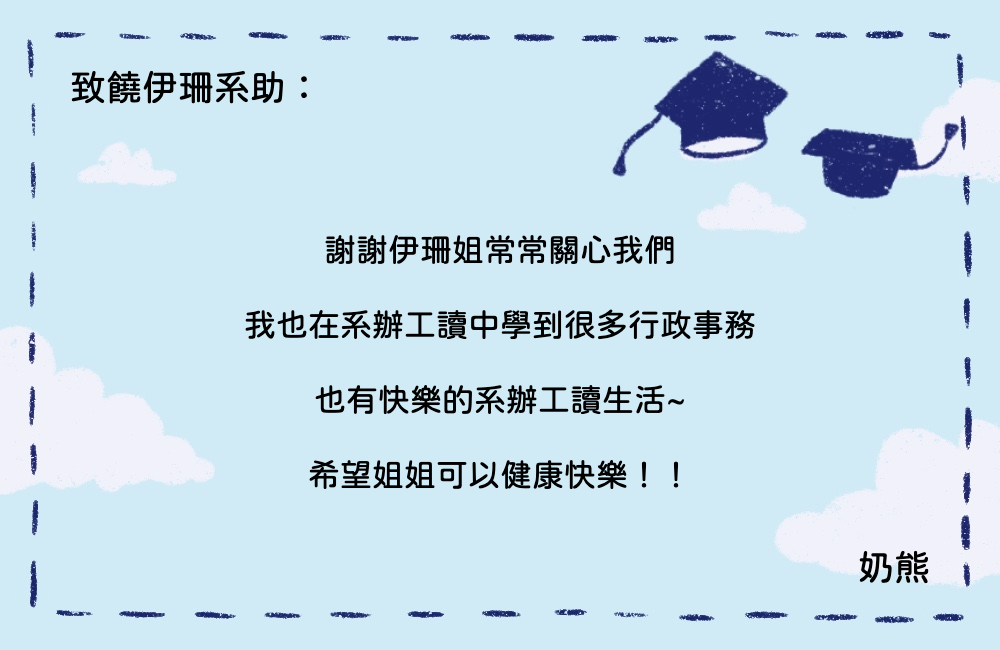 致饒伊珊系助：
謝謝伊珊姐常常關心我們
我也在系辦工讀中學到很多行政事務
也有快樂的系辦工讀生活~
希望姐姐可以健康快樂！！
奶熊